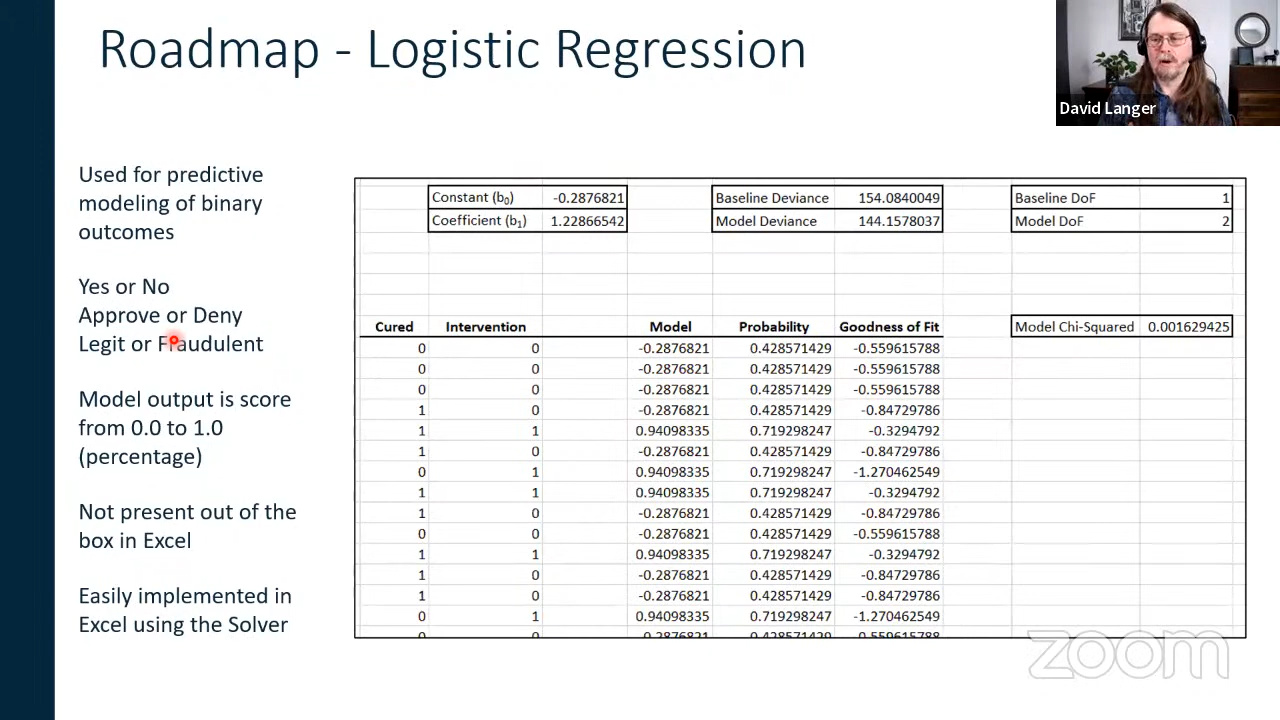 Roadmap - Logistic Regression
David Langer
Used for predictive
modeling of binary
outcomes
Yes or No
Approve or Deny
Legit or Fraudulent
Model output is score
from 0.0 to 1.0
(percentage)
Not present out of the
box in Excel
Easily implemented in
Excel using the Solver
Constant (b0) -0.2876821 Baseline Deviance 154.0840049 Baseline DoF 1
Coefficient (b1) 1.22866542 Model Deviance 144.1578037 Model DoF 2
Cured Intervention Model Probability Goodness of Fit Model Chi-Squared 0.001629425
0 0 -0.2876821 0.428571429 -0.559615788
0 0 -0.2876821 0.428571429 -0.559615788
0 0 -0.2876821 0.428571429 -0.559615788
1 0 -0.2876821 0.428571429 -0.84729786
1 1 0.94098335 0.719298247 -0.3294792
1 0 -0.2876821 0.428571429 -0.84729786
0 1 0.94098335 0.719298247 -1.270462549
1 1 0.94098335 0.719298247 -0.3294792
1 0 -0.2876821 0.428571429 -0.84729786
0 0 -0.2876821 0.428571429 -0.559615788
1 1 0.94098335 0.719298247 -0.3294792
1 0 -0.2876821 0.428571429 -0.84729786
1 0 -0.2876821 0.428571429 -0.84729786
0 1 0.94098335 0.719298247 -1.270462549
zoom